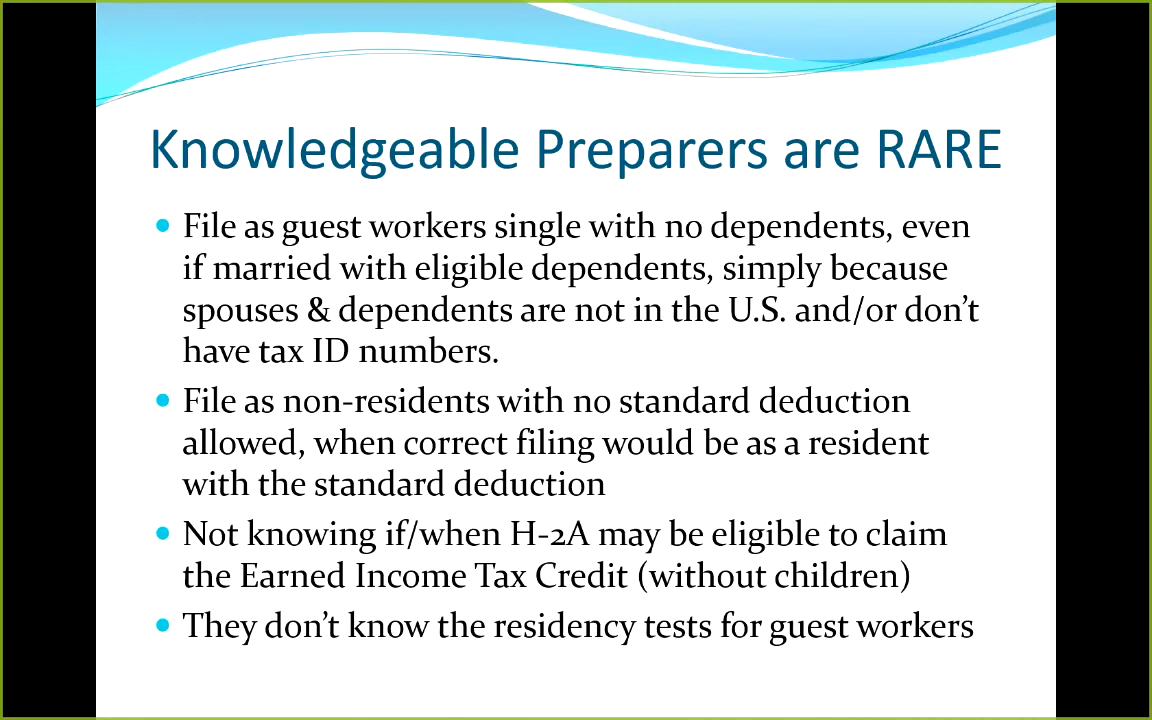 Knowledgeable Preparers are RARE
• File as guest workers single with no dependents, even
if married with eligible dependents, simply because
spouses & dependents are not in the U.S. and/or don’t
have tax ID numbers.
• File as non-residents with no standard deduction
allowed, when correct filing would be as a resident
with the standard deduction
• Not knowing if/when H-2A may be eligible to claim
the Earned Income Tax Credit (without children)
• They don’t know the residency tests for guest workers